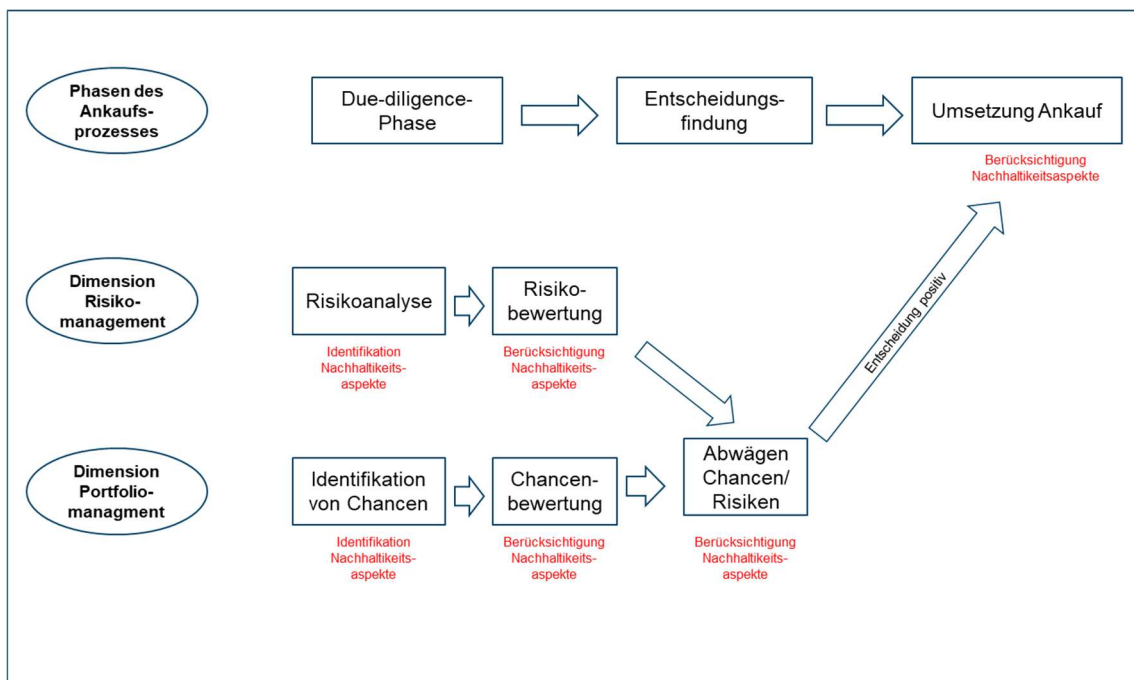 Phasen des
Ankaufs-
prozesses
Due-diligence-
Phase
Entscheidungs-
findung
Umsetzung Ankauf
Berücksichtigung
Nachhaltikeitsaspekte
Dimension
Risiko-
management
Risikoanalyse
Identifikation
Nachhaltikeits-
aspekte
Risiko-
bewertung
Berücksichtigung
Nachhaltikeits-
aspekte
Entscheidung positiv
Dimension
Portfolio-
managment
Identifikation
von Chancen
Identifikation
Nachhaltikeits-
aspekte
Chancen-
bewertung
Berücksichtigung
Nachhaltikeits-
aspekte
Abwägen
Chancen/
Risiken
Berücksichtigung
Nachhaltikeits-
aspekte